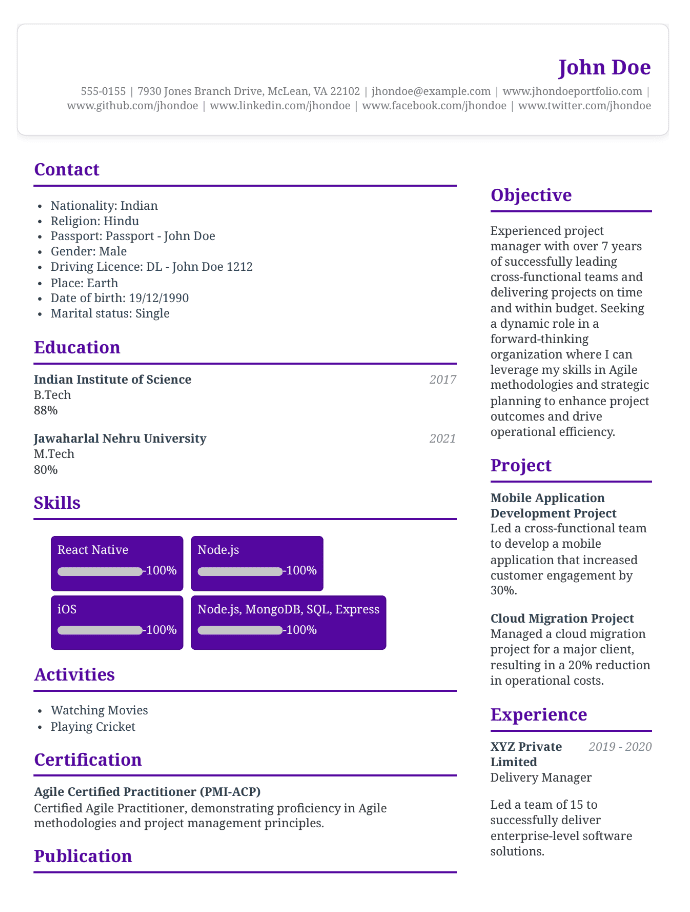 John Doe
555-0155 | 7930 Jones Branch Drive, McLean, VA 22102 | jhondoe@example.com | www.jhondoeportfolio.com |
www.github.com/jhondoe | www.linkedin.com/jhondoe | www.facebook.com/jhondoe | www.twitter.com/jhondoe
Contact
• Nationality: Indian
• Religion: Hindu
• Passport: Passport - John Doe
• Gender: Male
• Driving Licence: DL - John Doe 1212
• Place: Earth
• Date of birth: 19/12/1990
• Marital status: Single
Education
Indian Institute of Science 2017
B.Tech
88%
Jawaharlal Nehru University 2021
M.Tech
80%
Skills
React Native
-100%
Node.js
-100%
iOS
-100%
Node.js, MongoDB, SQL, Express
-100%
Activities
• Watching Movies
• Playing Cricket
Certification
Agile Certified Practitioner (PMI-ACP)
Certified Agile Practitioner, demonstrating proficiency in Agile
methodologies and project management principles.
Publication
Objective
Experienced project
manager with over 7 years
of successfully leading
cross-functional teams and
delivering projects on time
and within budget. Seeking
a dynamic role in a
forward-thinking
organization where I can
leverage my skills in Agile
methodologies and strategic
planning to enhance project
outcomes and drive
operational efficiency.
Project
Mobile Application
Development Project
Led a cross-functional team
to develop a mobile
application that increased
customer engagement by
30%.
Cloud Migration Project
Managed a cloud migration
project for a major client,
resulting in a 20% reduction
in operational costs.
Experience
XYZ Private 2019 - 2020
Limited
Delivery Manager
Led a team of 15 to
successfully deliver
enterprise-level software
solutions.